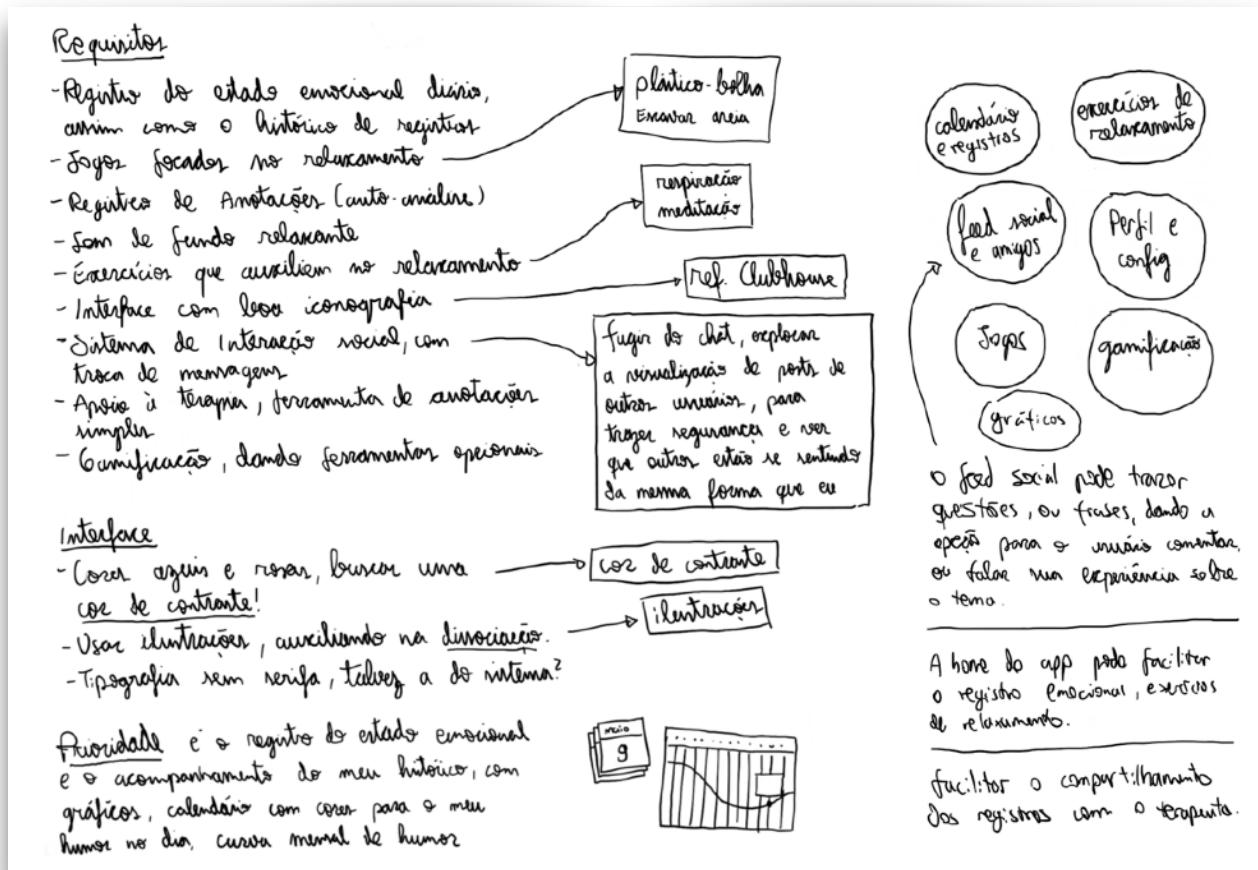 Requisitos
- Registro do estado emocional diário,
assim como o histórico de registros
- Jogos focados no relaxamento
- Registro de Anotações (auto-análise)
- Som de fundo relaxante
- Exercícios que auxiliem no relaxamento
- Interface com boa iconografia
- Sistema de Interação social, com
troca de mensagens
- Apoio à terapia, ferramenta de anotações
simples
- Gamificação, dando ferramentas opcionais
plástico-bolha
Escavar areia
respiração
meditação
ref. Clubhouse
fugir do chat, explorar
a visualização de posts de
outros usuários, para
trazer segurança e ver
que outros estão se sentindo
da mesma forma que eu
Interface
- Cores azuis e rosas, buscar uma
cor de contraste!
- Usar ilustrações, auxiliando na dissociação.
- Tipografia sem serifa, talvez a do sistema?
cor de contraste
ilustrações
Prioridade é o registro do estado emocional
e o acompanhamento do meu histórico, com
gráficos, calendário com cores para o meu
humor no dia, curva mensal de humor
maio
9
calendário
e registros
exercícios de
relaxamento
feed social
e amigos
Perfil e
config
Jogos
gamificação
gráficos
O feed social pode trazer
questões, ou frases, dando a
opção para o usuário comentar,
ou falar sua experiência sobre
o tema.
A home do app pode facilitar
o registro emocional, exercícios
de relaxamento.
facilitar o compartilhamento
dos registros com o terapeuta.